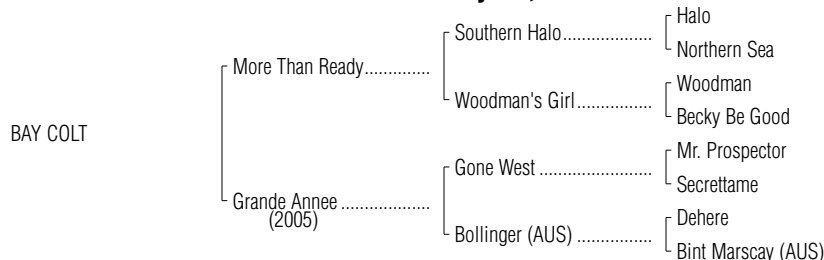 Halo
Southern Halo....................
Northern Sea
More Than Ready..............
Woodman
Woodman's Girl.................
Becky Be Good
BAY COLT
Mr. Prospector
Gone West ........................
Secrettame
Grande Annee ....................
(2005)
Dehere
Bollinger (AUS) .................
Bint Marscay (AUS)